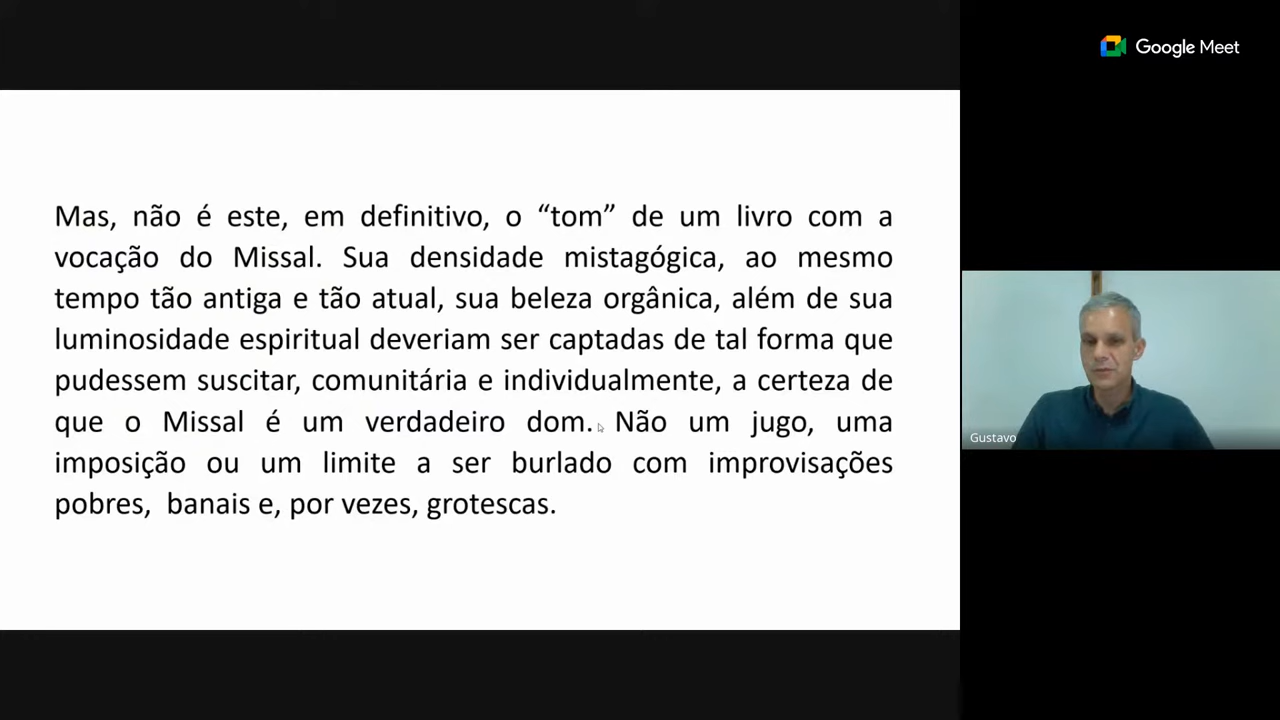 Google Meet
Mas, não é este, em definitivo, o “tom” de um livro com a
vocação do Missal. Sua densidade mistagógica, ao mesmo
tempo tão antiga e tão atual, sua beleza orgânica, além de sua
luminosidade espiritual deveriam ser captadas de tal forma que
pudessem suscitar, comunitária e individualmente, a certeza de
que o Missal é um verdadeiro dom. Não um jugo, uma
imposição ou um limite a ser burlado com improvisações
pobres, banais e, por vezes, grotescas.
Gustavo